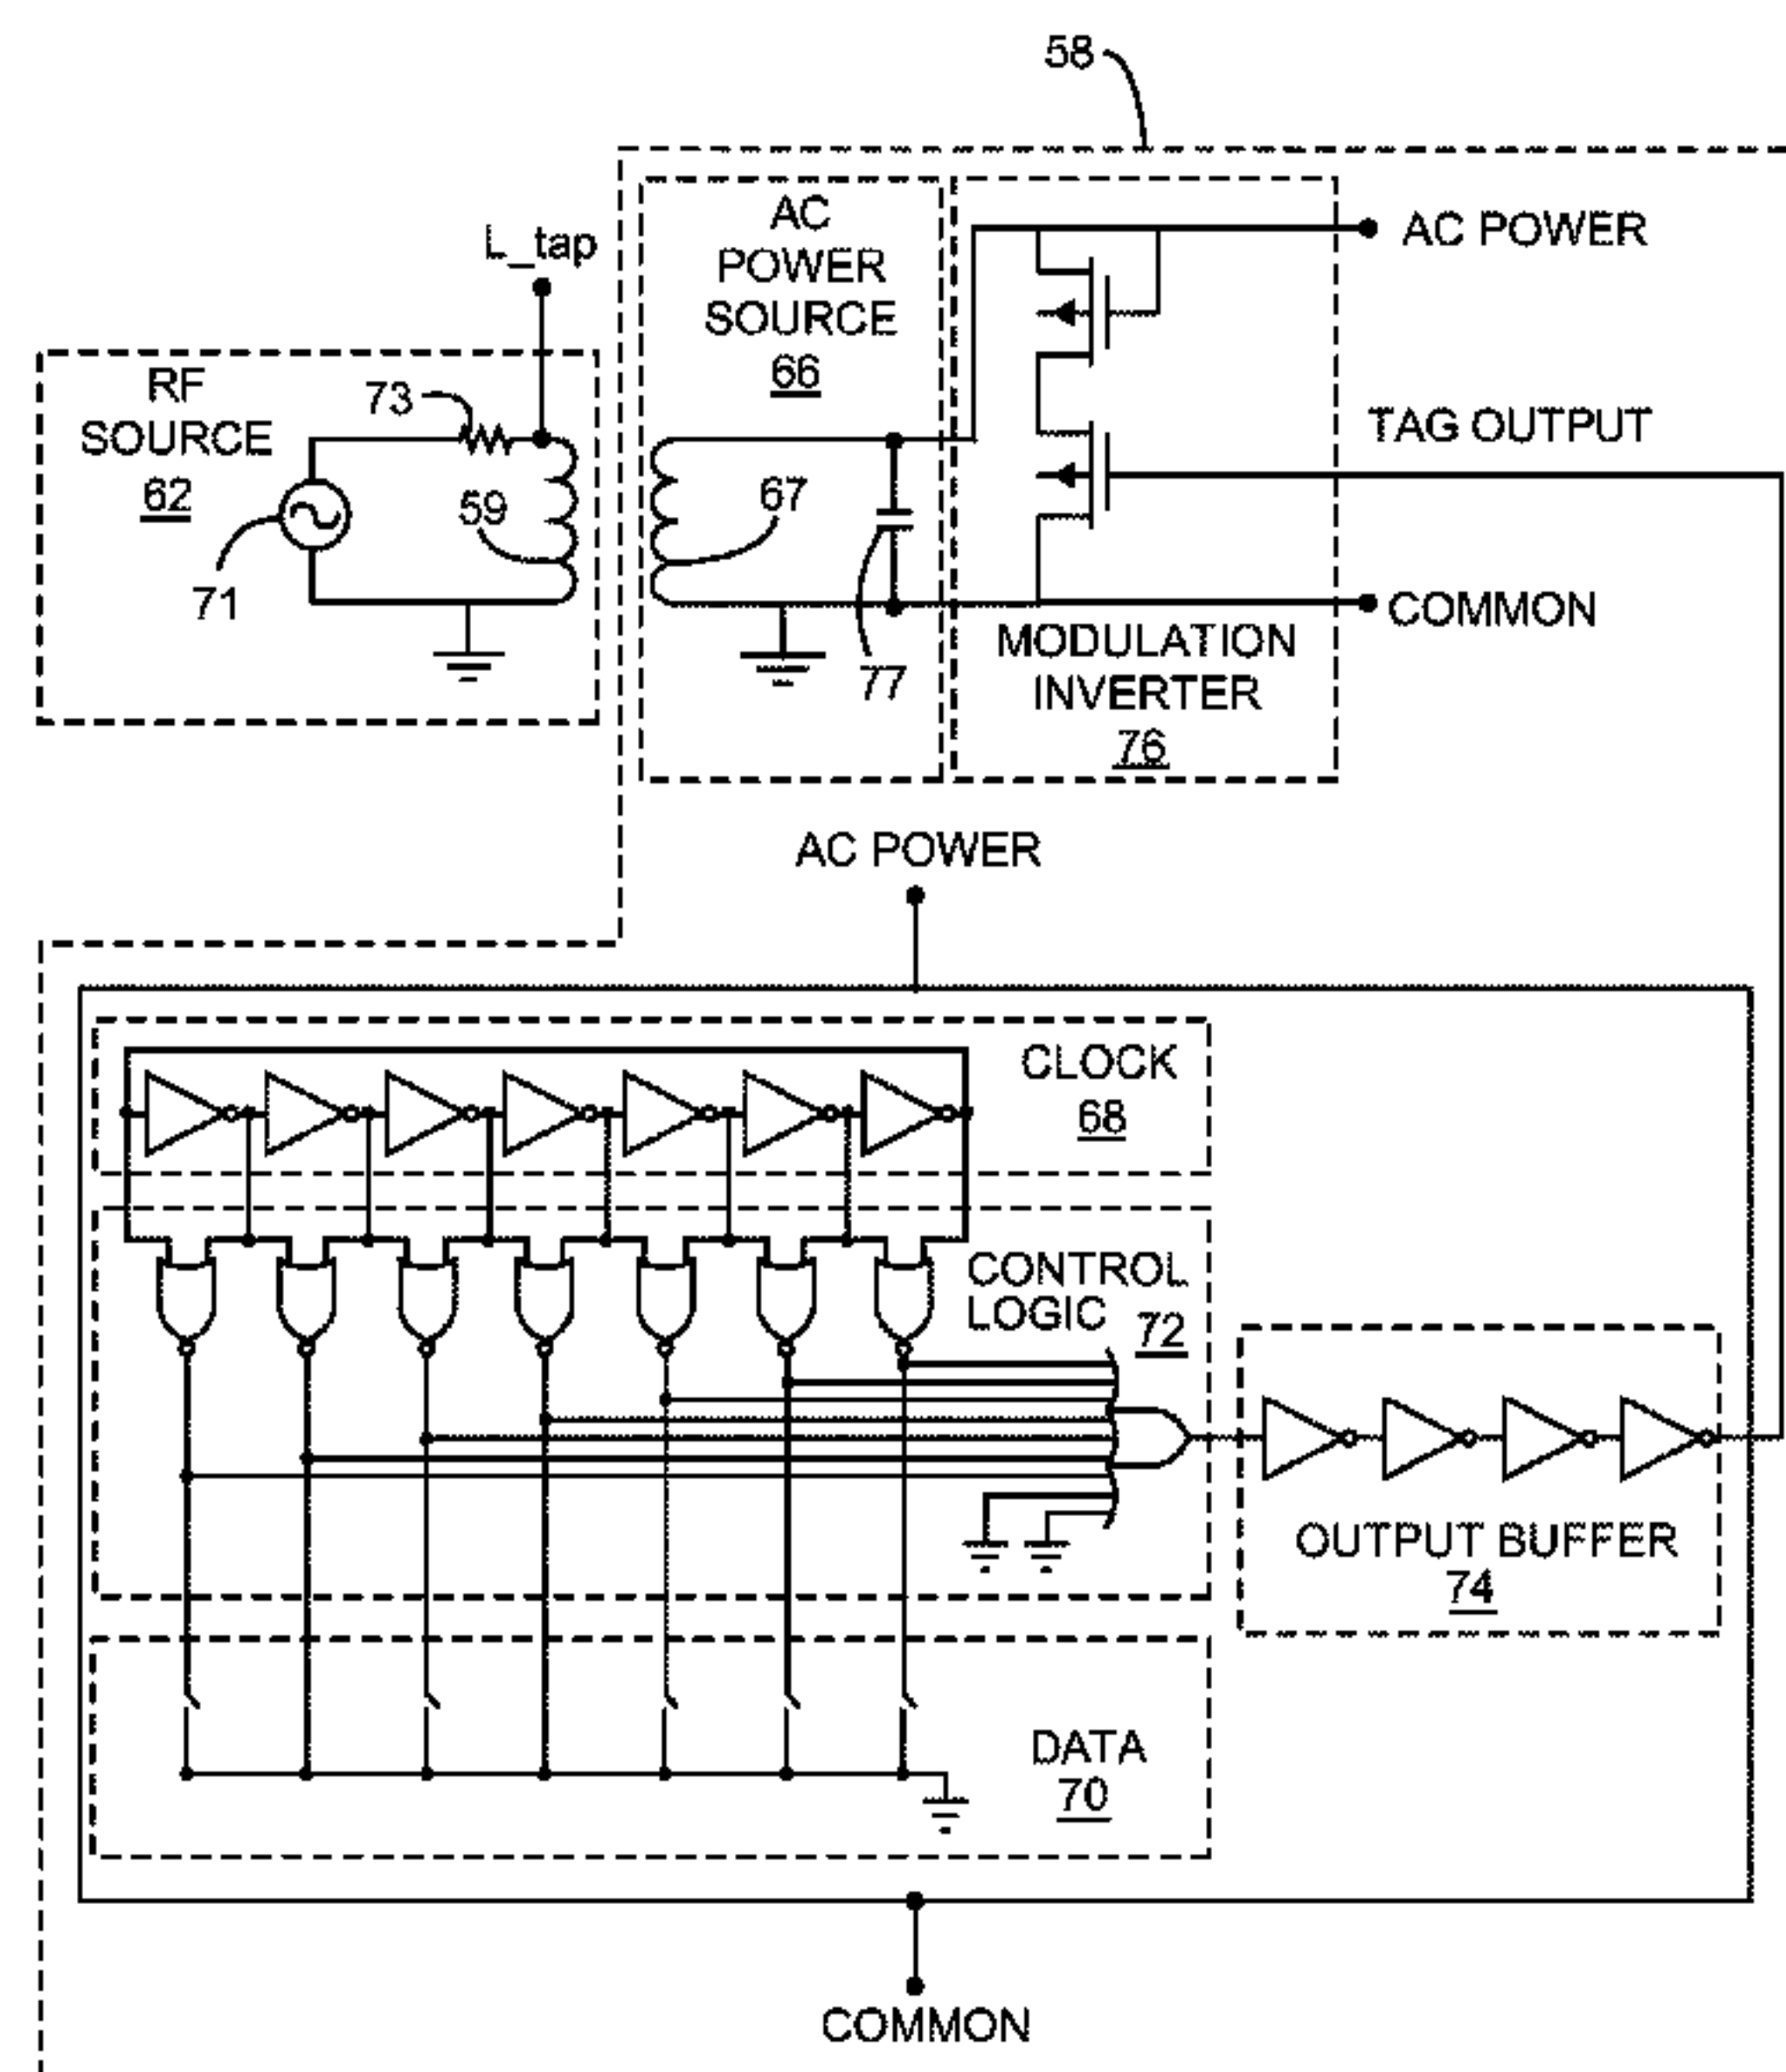 58
L_tap
AC
POWER
SOURCE
66
AC POWER
RF
SOURCE
62
73
59
71
67
77
TAG OUTPUT
COMMON
MODULATION
INVERTER
76
AC POWER
CLOCK
68
CONTROL
LOGIC
72
OUTPUT BUFFER
74
DATA
70
COMMON